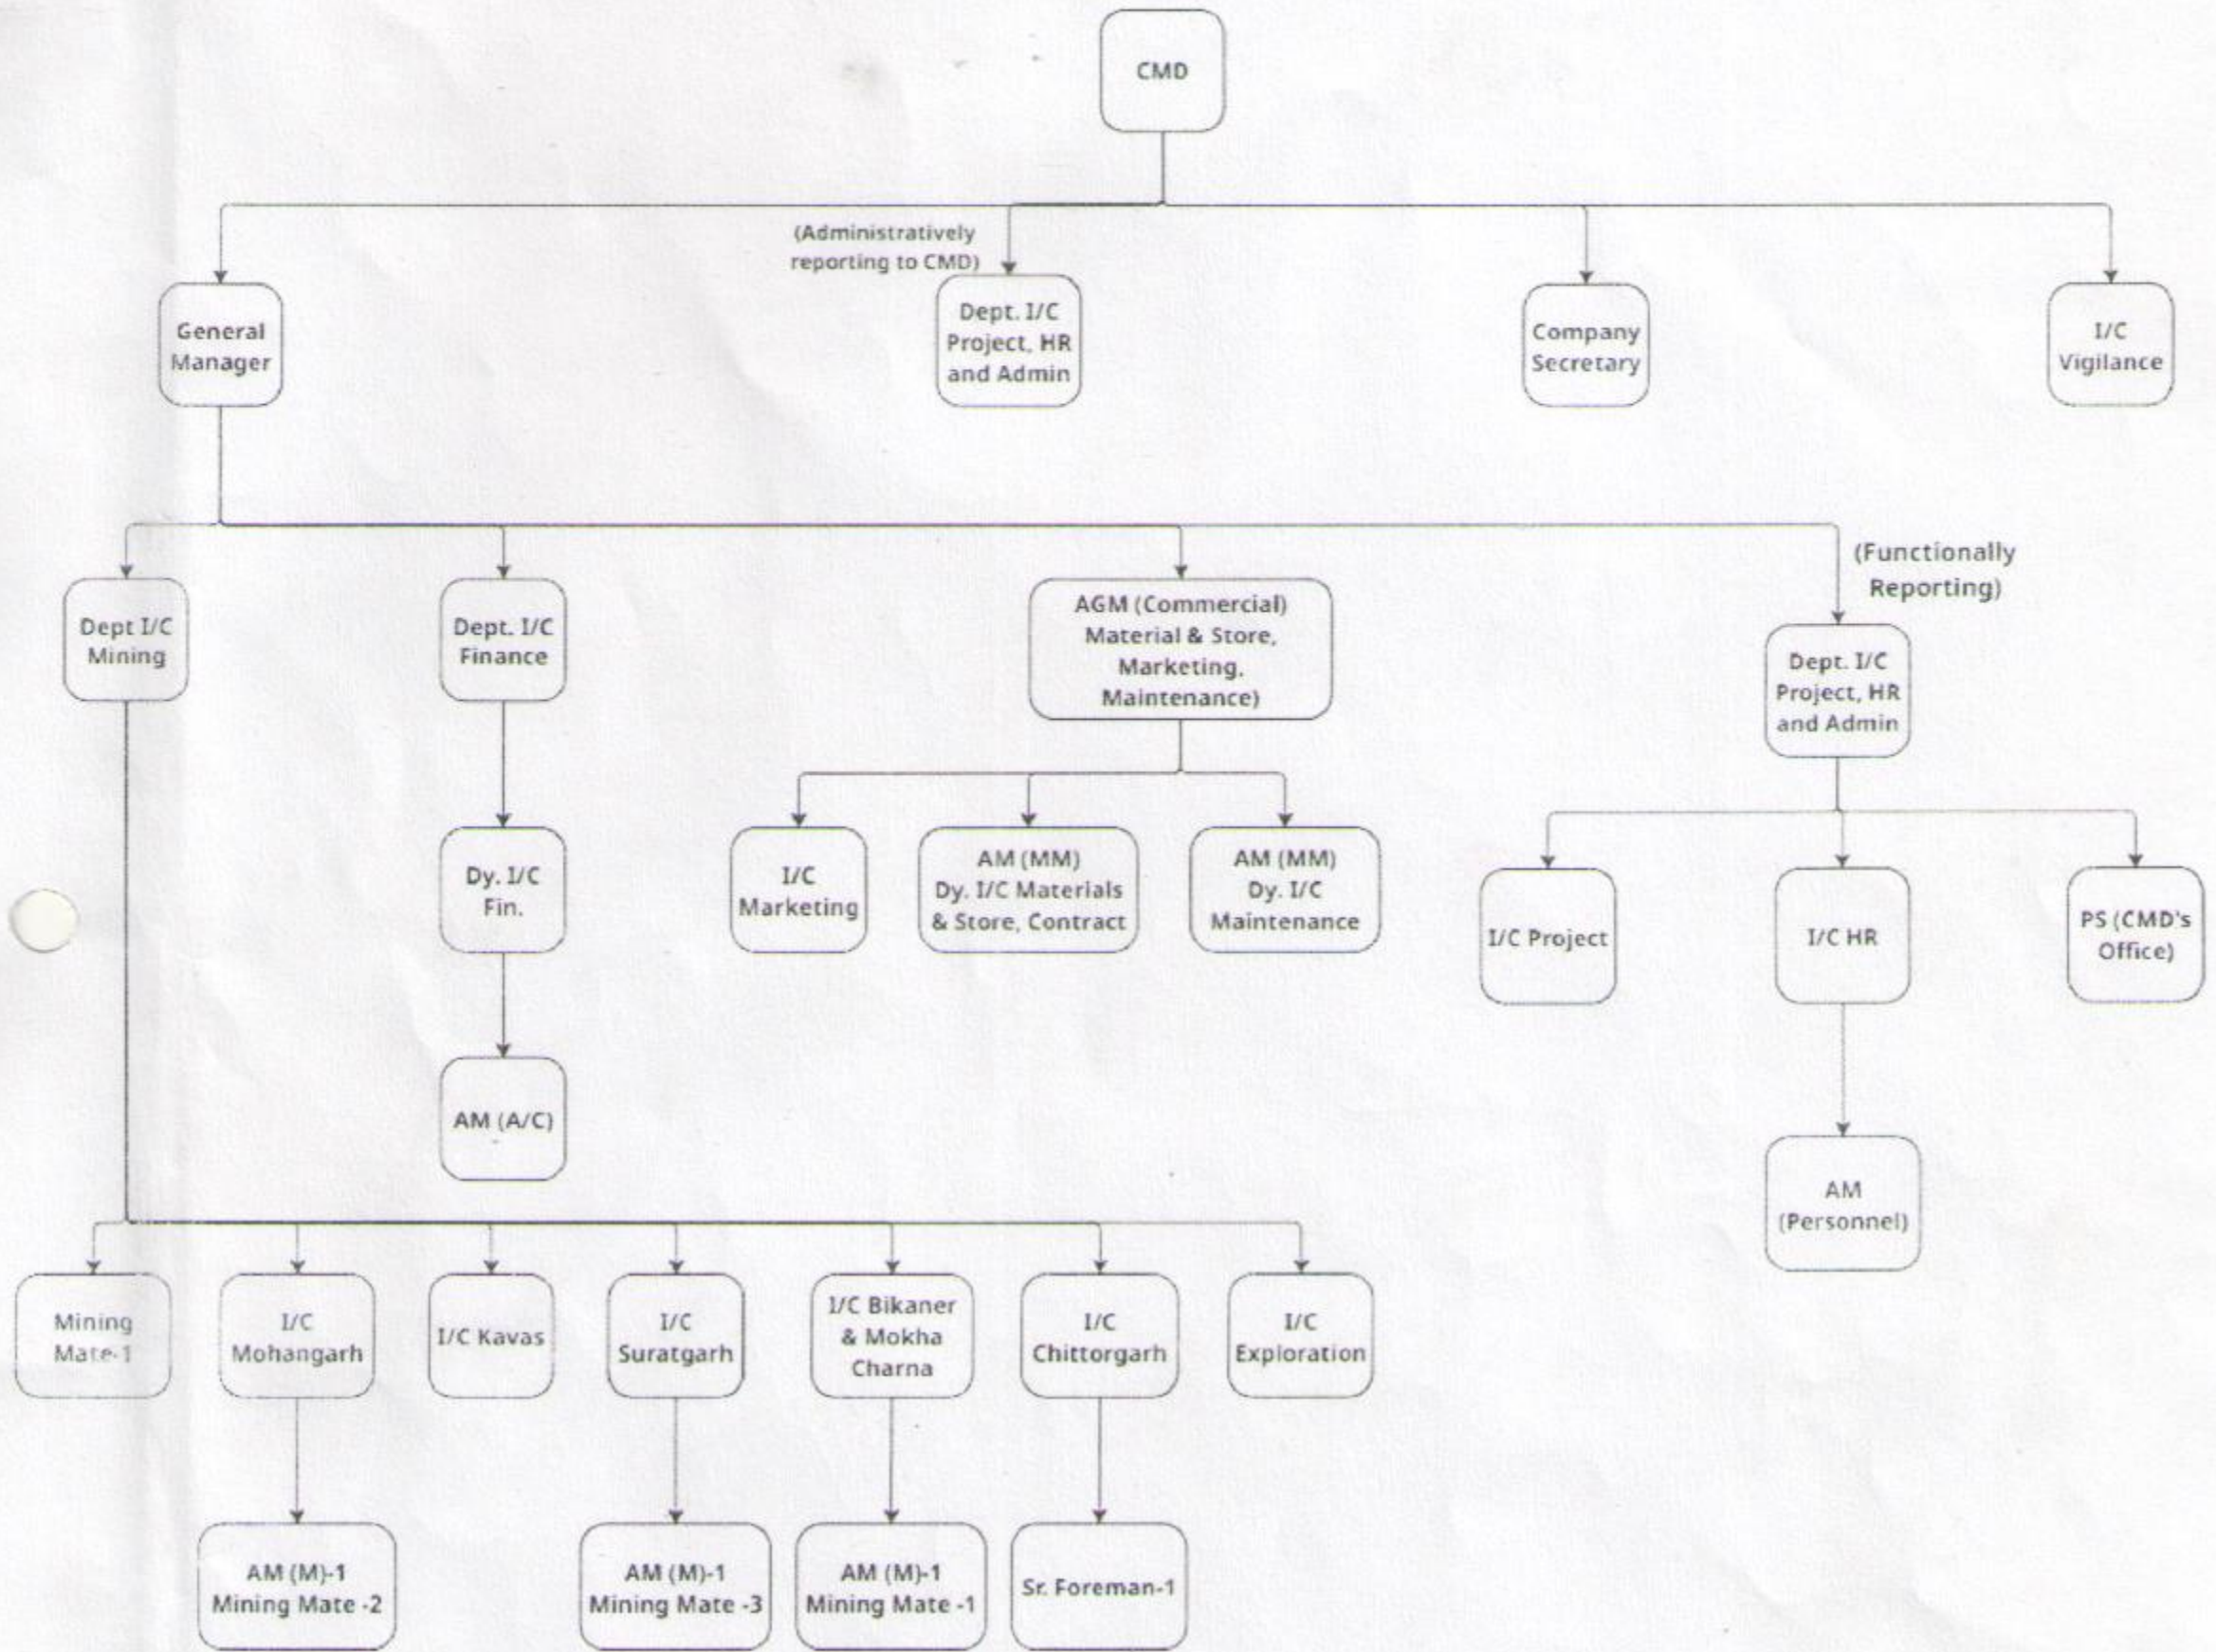 CMD
(Administratively
reporting to CMD)
General
Manager
Dept. I/C
Project, HR
and Admin
Company
Secretary
I/C
Vigilance
(Functionally
Reporting)
Dept I/C
Mining
Dept. I/C
Finance
AGM (Commercial)
Material & Store,
Marketing,
Maintenance)
Dept. I/C
Project, HR
and Admin
Dy. I/C
Fin.
I/C
Marketing
AM (MM)
Dy. I/C Materials
& Store, Contract
AM (MM)
Dy. I/C
Maintenance
I/C Project
I/C HR
PS (CMD's
Office)
AM (A/C)
AM
(Personnel)
Mining
Mate-1
I/C
Mohangarh
I/C Kavas
I/C
Suratgarh
I/C Bikaner
& Mokha
Charna
I/C
Chittorgarh
I/C
Exploration
AM (M)-1
Mining Mate -2
AM (M)-1
Mining Mate -3
AM (M)-1
Mining Mate -1
Sr. Foreman-1